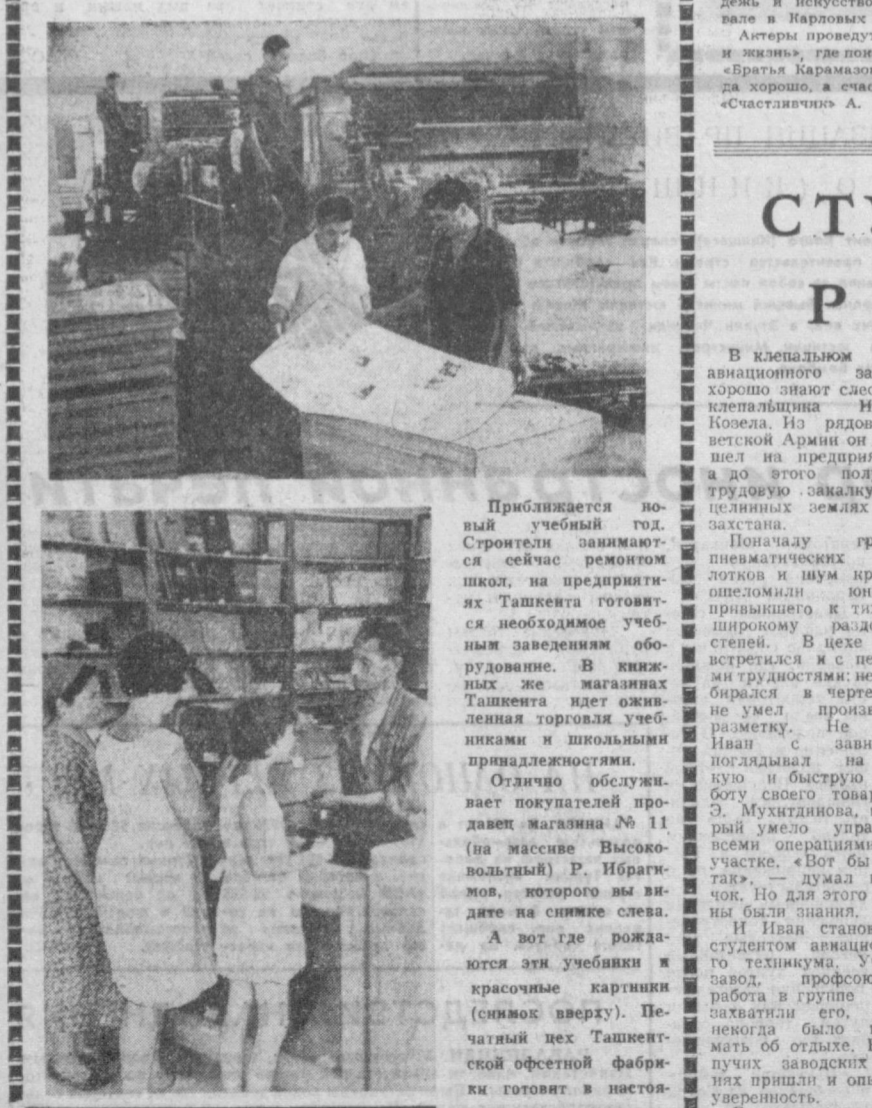 Приближается но-
вый учебный год.
Строители занимают-
ся сейчас ремонтом
школ, на предприяти-
ях Ташкента готовит-
ся необходимое учеб-
ным заведениям обо-
рудование. В книж-
ных же магазинах
Ташкента идет ожив-
ленная торговля учеб-
никами и школьными
принадлежностями.
Отлично обслужи-
вает покупателей про-
давец магазина № 11
(на массиве Высоко-
вольтный) Р. Ибраги-
мов, которого вы ви-
дите на снимке слева.
А вот где рожда-
ются эти учебники и
красочные картинки
(снимок вверху). Пе-
чатный цех Ташкент-
ской офсетной фабри-
ки готовит в настоя-
дежь и искусство
вале в Карловых
Актеры проведут
и жизнь», где пои
«Братья Карамазо
да хорошо, а счас
«Счастливчик» А.
СТУ
Р
В клепальном
авиационного за
хорошо знают слес
клепальщика И
Козела. Из рядов
ветской Армии он
шел на предприя
а до этого пол
трудовую закалку
целинных землях
захстана.
Поначалу гр
пневматических
лотков и шум кр
ошеломили юн
привыкшего к ти
широкому разд
степей. В цехе
встретился и с це
ми трудностями: не
бирался в черте
не умел произв
разметку. Не
Иван с зави
поглядывал на
кую и быструю
боту своего товар
Э. Мухитдинова,
рый умело упра
всеми операциями
участке. «Вот бы
так», — думал
чок. Но для этого
ны были знания.
И Иван станов
студентом авиацио
го техникума. У
завод, профсою
работа в группе
захватили его,
некогда было
мать об отдыхе.
пучих заводских
нях пришли и опы
уверенность.